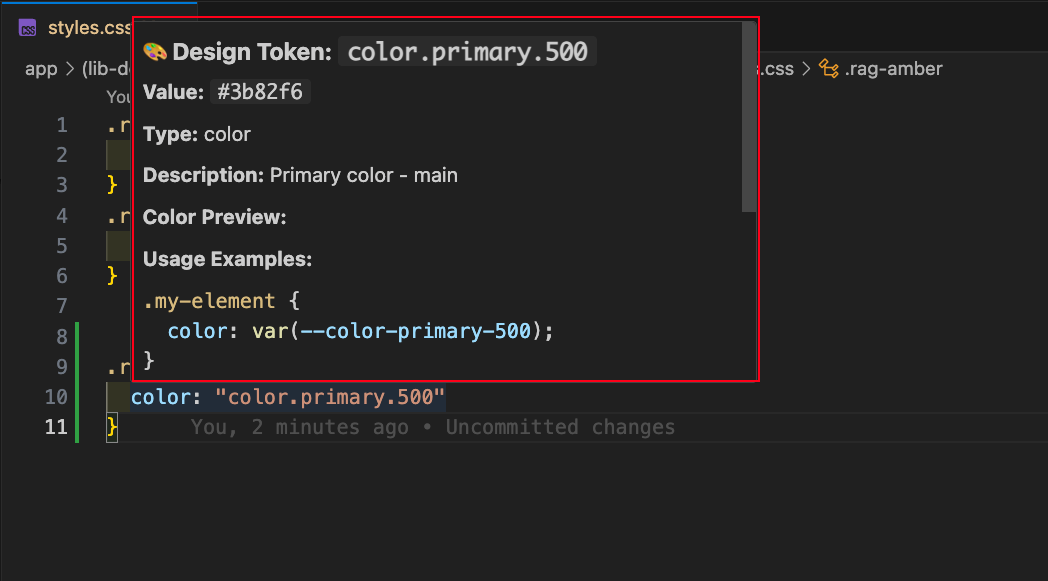 styles.css
app > (lib-d
.css > .rag-amber
You
🎨 Design Token: color.primary.500
Value: #3b82f6
Type: color
Description: Primary color - main
Color Preview:
Usage Examples:
.my-element {
color: var(--color-primary-500);
}
1 .r
2
3 }
4 .r
5
6 }
7
8
9 .r
10 color: "color.primary.500"
11 } You, 2 minutes ago • Uncommitted changes